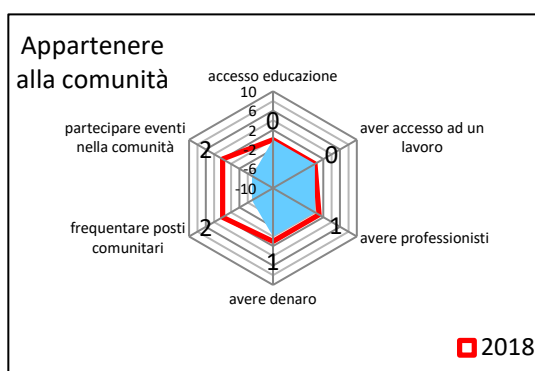 Appartenere
alla comunità
accesso educazione
10
6
2
-2
-6
-10
0
aver accesso ad un
lavoro
0
avere professionisti
1
avere denaro
1
frequentare posti
comunitari
2
partecipare eventi
nella comunità
2
2018